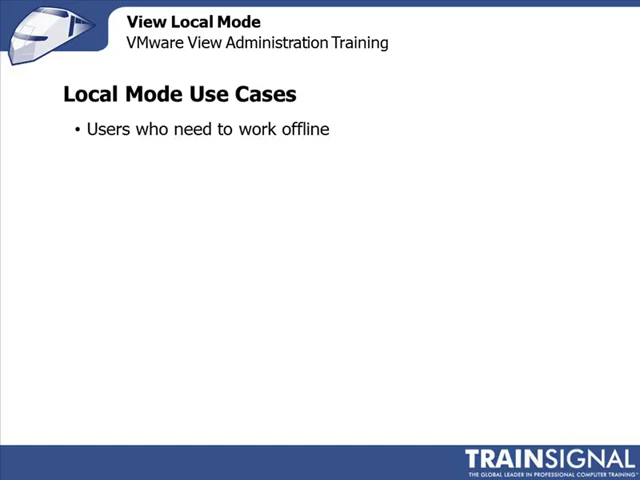 View Local Mode
VMware View Administration Training
Local Mode Use Cases
• Users who need to work offline
TRAINSIGNAL
THE GLOBAL LEADER IN PROFESSIONAL COMPUTER TRAINING™